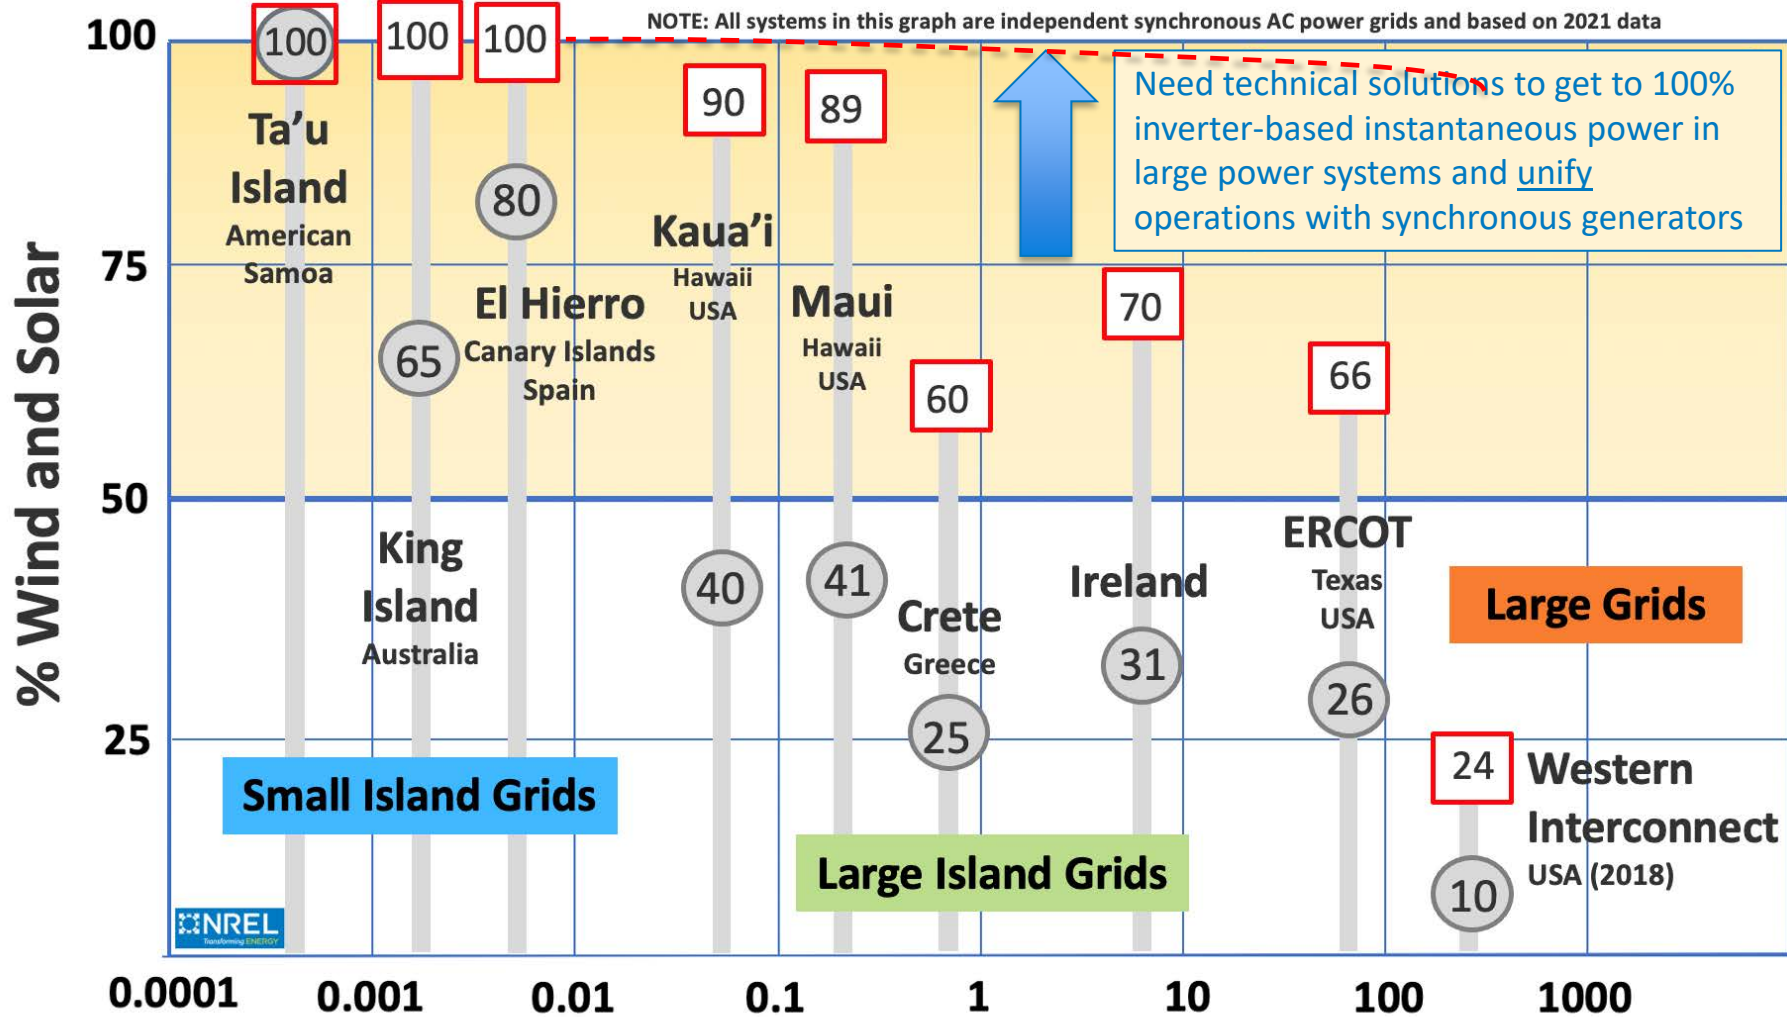 NOTE: All systems in this graph are independent synchronous AC power grids and based on 2021 data
% Wind and Solar
100
75
50
25
100
100
100
90
89
Need technical solutions to get to 100%
inverter-based instantaneous power in
large power systems and unify
operations with synchronous generators
Ta’u
Island
American
Samoa
65
King
Island
Australia
80
El Hierro
Canary Islands
Spain
Kaua’i
Hawaii
USA
40
Maui
Hawaii
USA
41
60
Crete
Greece
25
70
Ireland
31
66
ERCOT
Texas
USA
26
Large Grids
24
Western
Interconnect
USA (2018)
10
Small Island Grids
Large Island Grids
NREL
Transforming ENERGY
0.0001
0.001
0.01
0.1
1
10
100
1000